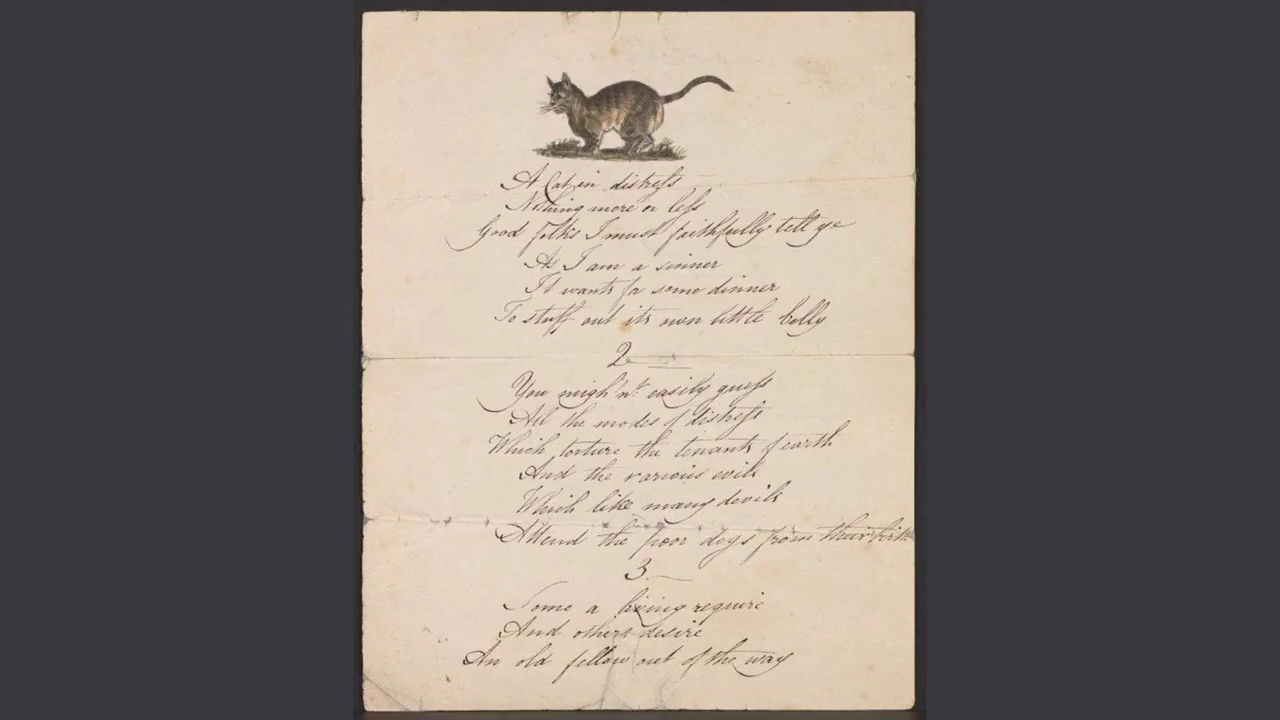 A Cat in distress
Nothing more or less
Good folks I must faithfully tell ye
As I am a sinner
It wants for some dinner
To stuff out its own little belly
2
You migh'nt easily guess
All the modes of distress
Which torture the tenants of earth
And the various evils
Which like many devils
Attend the poor dogs from their birth
3
Some a living require
And others desire
An old fellow out of the way